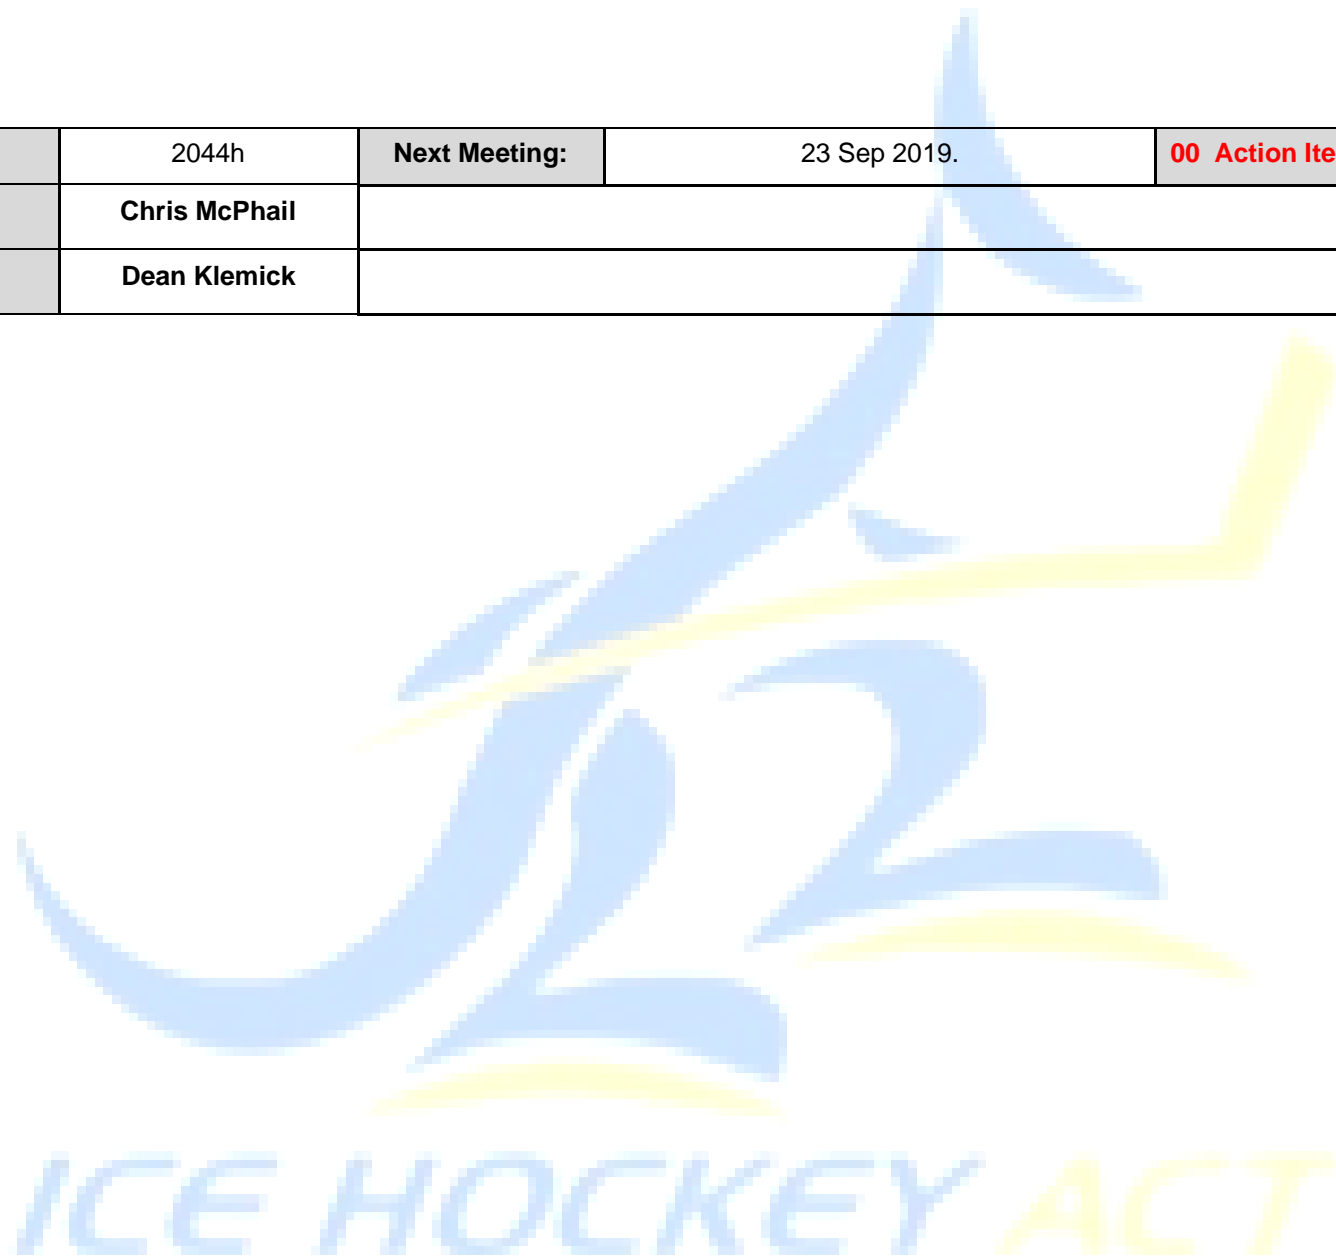 2044h Next Meeting: 23 Sep 2019. 00 Action Ite
Chris McPhail
Dean Klemick
ICE HOCKEY ACT